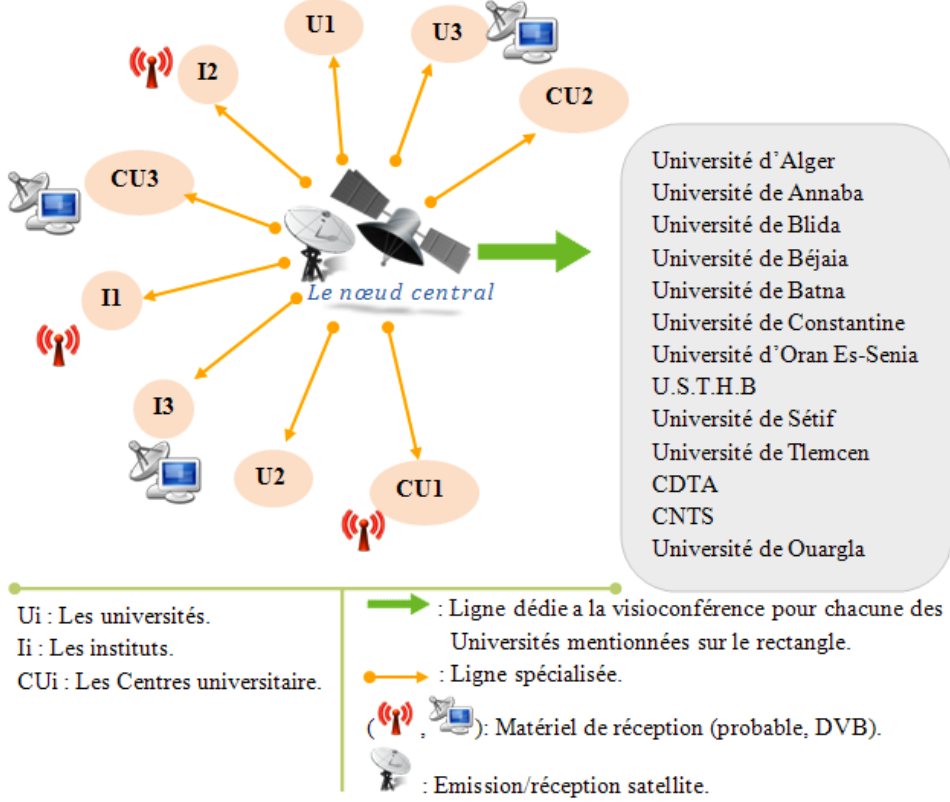 U1
U3
I2
CU2
CU3
I1
Le nœud central
I3
U2
CU1
Université d'Alger
Université de Annaba
Université de Blida
Université de Béjaia
Université de Batna
Université de Constantine
Université d'Oran Es-Senia
U.S.T.H.B
Université de Sétif
Université de Tlemcen
CDTA
CNTS
Université de Ouargla
Ui : Les universités.
Ii : Les instituts.
CUi : Les Centres universitaire.
: Ligne dédie a la visioconférence pour chacune des
Universités mentionnées sur le rectangle.
: Ligne spécialisée.
( , ): Matériel de réception (probable, DVB).
: Emission/réception satellite.